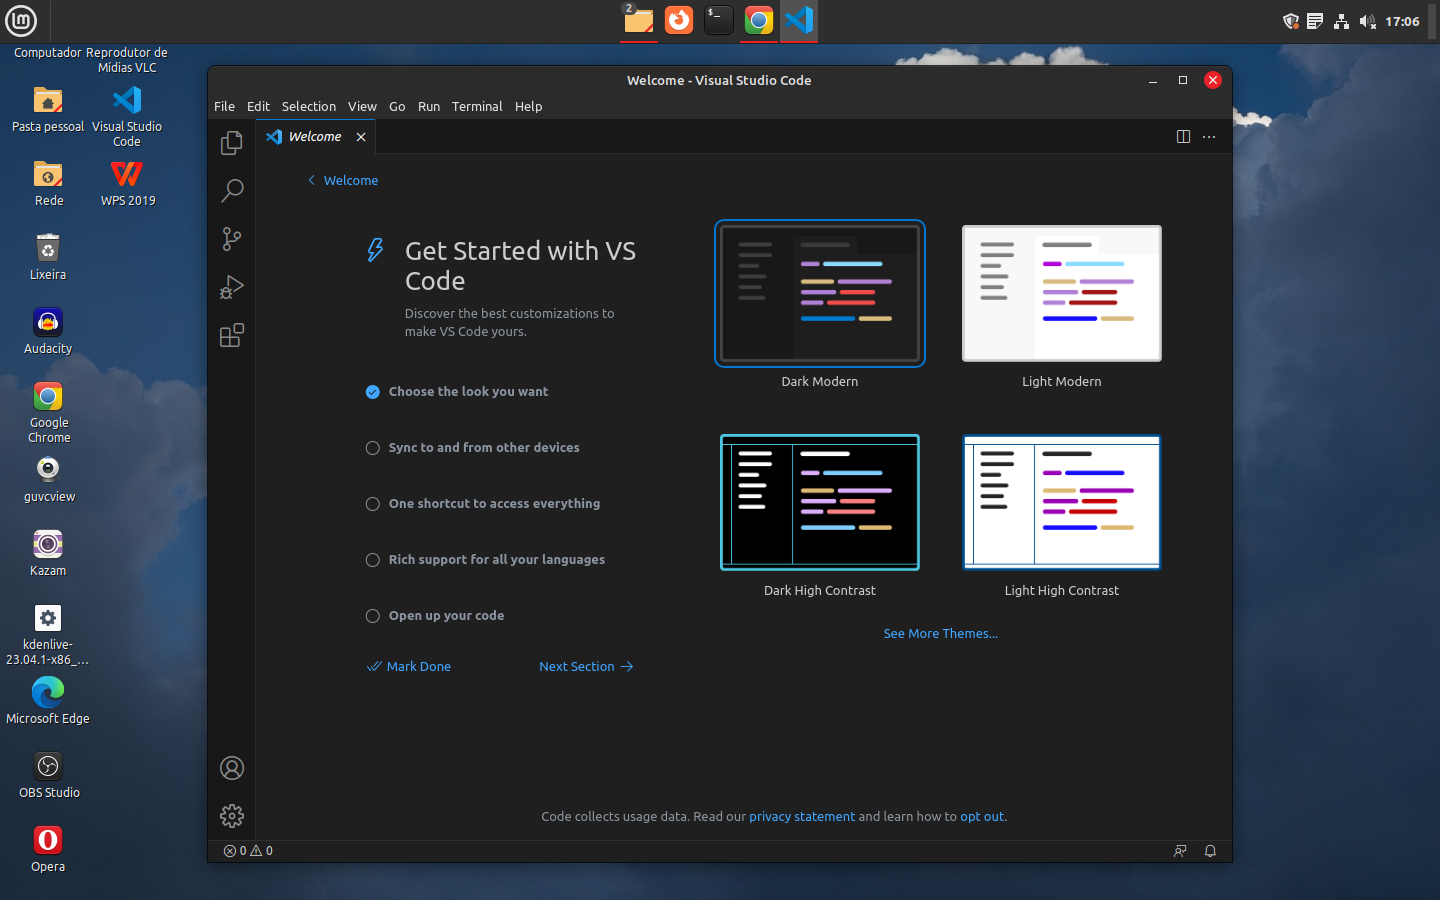 2
17:06
Computador
Reprodutor de
Mídias VLC
Pasta pessoal
Visual Studio
Code
Rede
WPS 2019
Lixeira
Audacity
Google
Chrome
guvcview
Kazam
kdenlive-
23.04.1-x86_...
Microsoft Edge
OBS Studio
Opera
Welcome - Visual Studio Code
File Edit Selection View Go Run Terminal Help
Welcome
Welcome
Get Started with VS
Code
Discover the best customizations to
make VS Code yours.
Choose the look you want
Sync to and from other devices
One shortcut to access everything
Rich support for all your languages
Open up your code
Mark Done
Next Section
Dark Modern
Light Modern
Dark High Contrast
Light High Contrast
See More Themes...
Code collects usage data. Read our privacy statement and learn how to opt out.
0 0